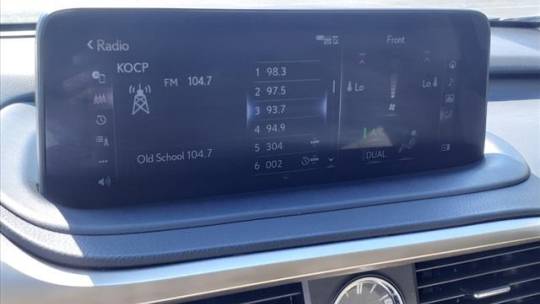 < Radio
Front
KOCP
FM 104.7
1 98.3
2 97.5
3 93.7
4 94.9
5 304
6 002
Lo
Lo
Old School 104.7
DUAL